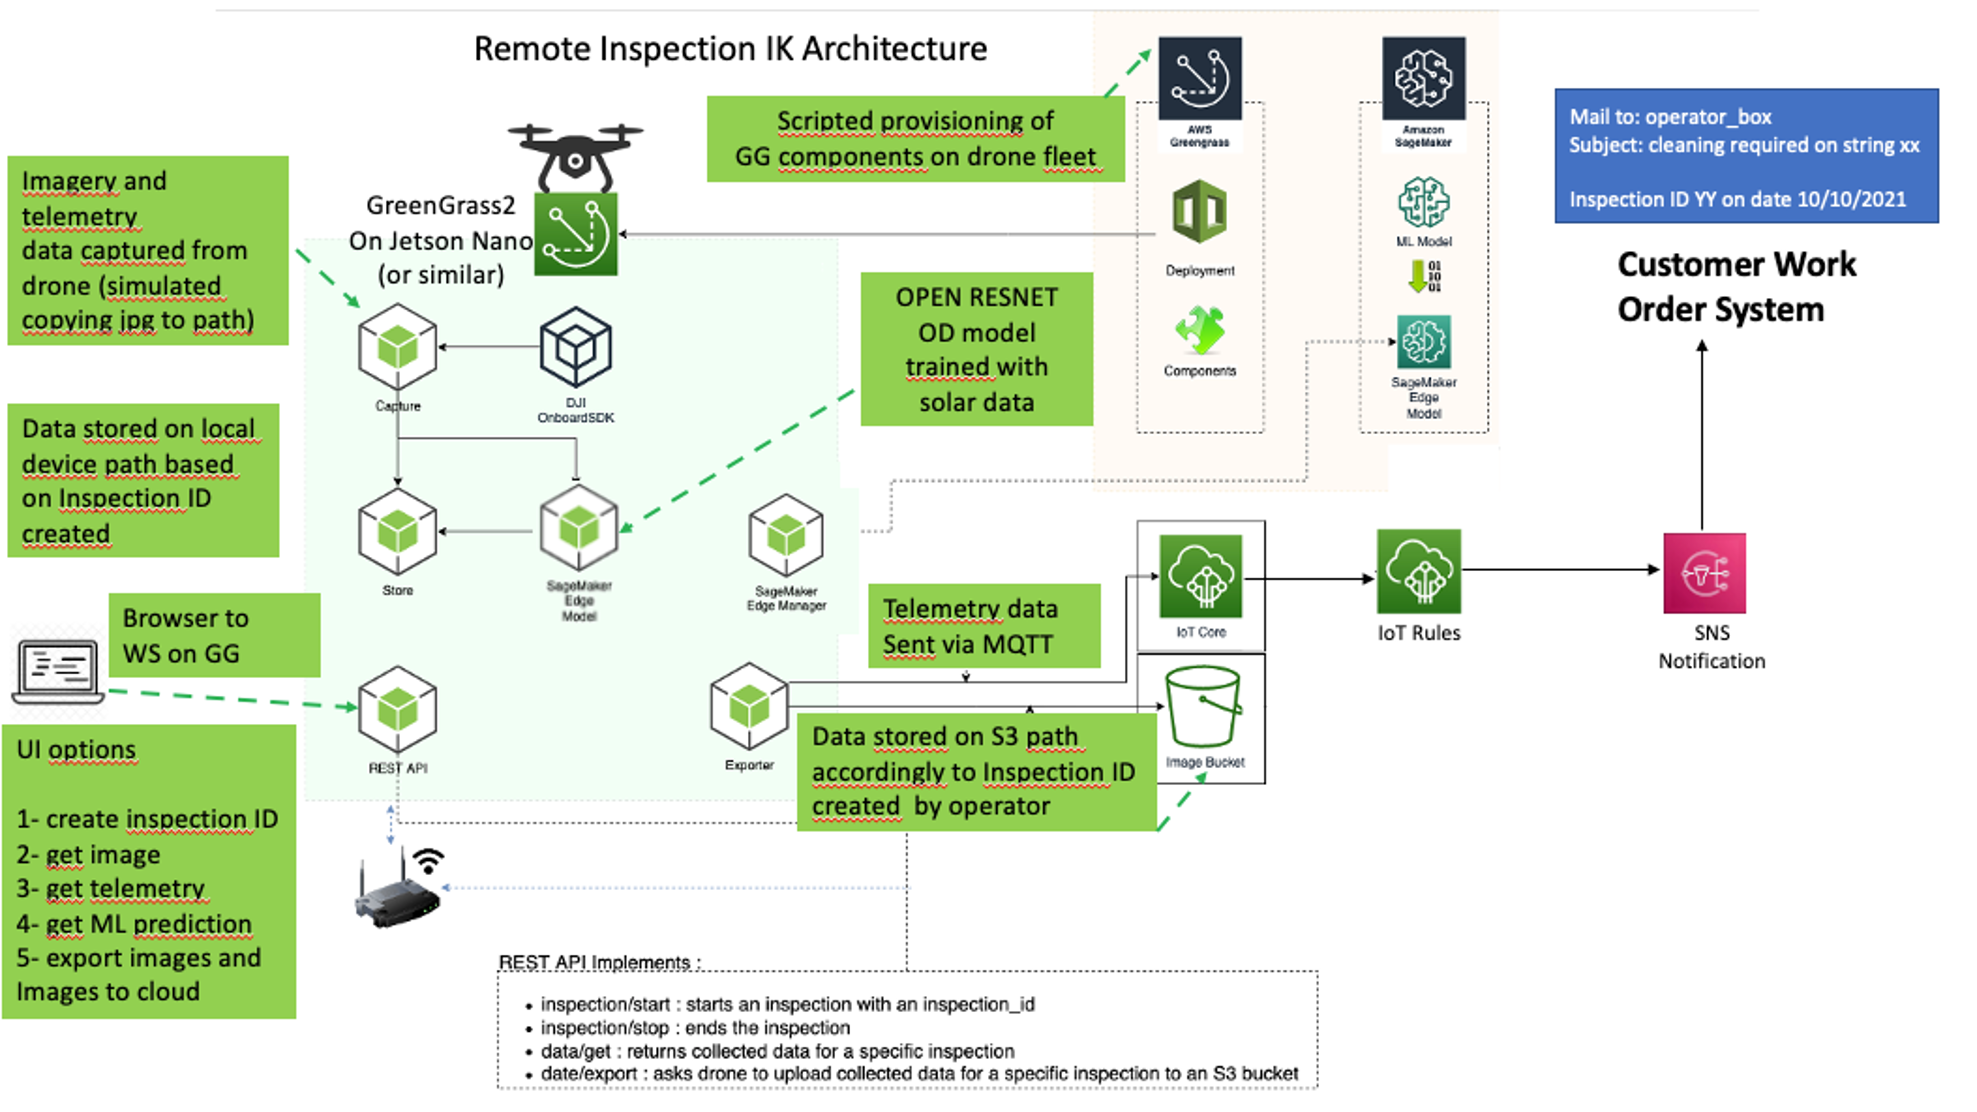 Remote Inspection IK Architecture
Scripted provisioning of
GG components on drone fleet
AWS
Greengrass
Amazon
SageMaker
Mail to: operator_box
Subject: cleaning required on string xx
Inspection ID YY on date 10/10/2021
Customer Work
Order System
Imagery and
telemetry
data captured from
drone (simulated
copying jpg to path)
GreenGrass2
On Jetson Nano
(or similar)
Deployment
Components
ML Model
01
10
01
SageMaker
Edge
Model
OPEN RESNET
OD model
trained with
solar data
Capture
DJI
OnboardSDK
Data stored on local
device path based
on Inspection ID
created
Store
SageMaker
Edge
Model
SageMaker
Edge Manager
Browser to
WS on GG
Telemetry data
Sent via MQTT
IoT Core
IoT Rules
SNS
Notification
REST API
Exporter
Data stored on S3 path
accordingly to Inspection ID
created by operator
Image Bucket
UI options
1- create inspection ID
2- get image
3- get telemetry
4- get ML prediction
5- export images and
Images to cloud
REST API Implements :
• inspection/start : starts an inspection with an inspection_id
• inspection/stop : ends the inspection
• data/get : returns collected data for a specific inspection
• date/export : asks drone to upload collected data for a specific inspection to an S3 bucket